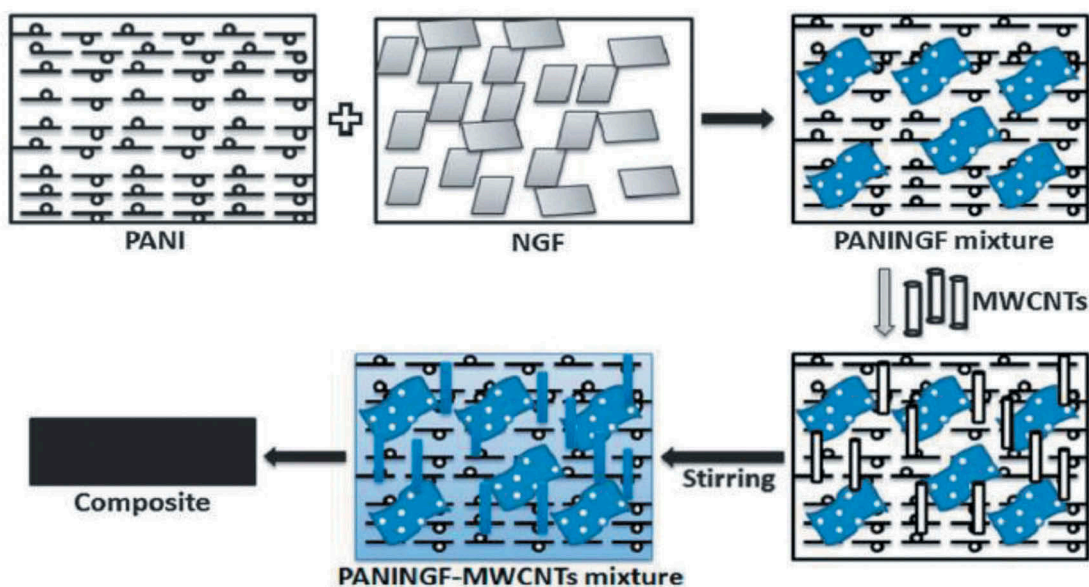 PANI
NGF
PANINGF mixture
MWCNTs
Stirring
Composite
PANINGF-MWCNTs mixture